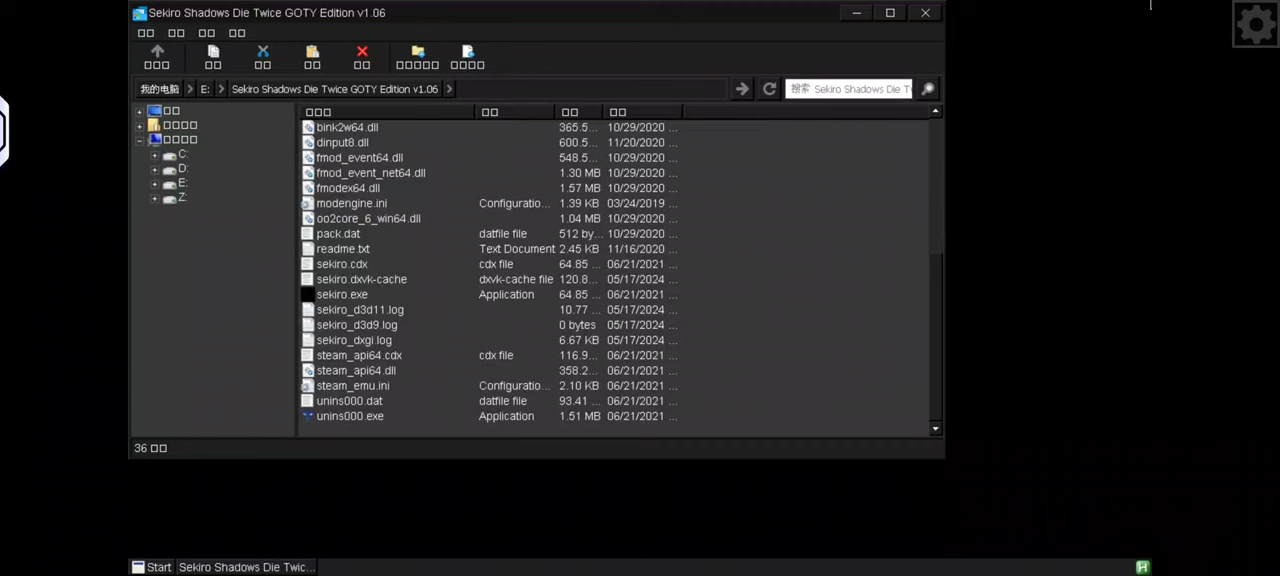 Sekiro Shadows Die Twice GOTY Edition v1.06
我的电脑 E: Sekiro Shadows Die Twice GOTY Edition v1.06 搜索 Sekiro Shadows Die Tv
bink2w64.dll 365.5... 10/29/2020 ...
dinput8.dll 600.5... 11/20/2020 ...
C: fmod_event64.dll 548.5... 10/29/2020 ...
D: fmod_event_net64.dll 1.30 MB 10/29/2020 ...
E: fmodex64.dll 1.57 MB 10/29/2020 ...
Z: modengine.ini Configuratio... 1.39 KB 03/24/2019 ...
oo2core_6_win64.dll 1.04 MB 10/29/2020 ...
pack.dat datfile file 512 by... 10/29/2020 ...
readme.txt Text Document 2.45 KB 11/16/2020 ...
sekiro.cdx cdx file 64.85 ... 06/21/2021 ...
sekiro.dxvk-cache dxvk-cache file 120.8... 05/17/2024 ...
sekiro.exe Application 64.85 ... 06/21/2021 ...
sekiro_d3d11.log 10.77 ... 05/17/2024 ...
sekiro_d3d9.log 0 bytes 05/17/2024 ...
sekiro_dxgi.log 6.67 KB 05/17/2024 ...
steam_api64.cdx cdx file 116.9... 06/21/2021 ...
steam_api64.dll 358.2... 06/21/2021 ...
steam_emu.ini Configuratio... 2.10 KB 06/21/2021 ...
unins000.dat datfile file 93.41 ... 06/21/2021 ...
unins000.exe Application 1.51 MB 06/21/2021 ...
36
Start Sekiro Shadows Die Twic... H